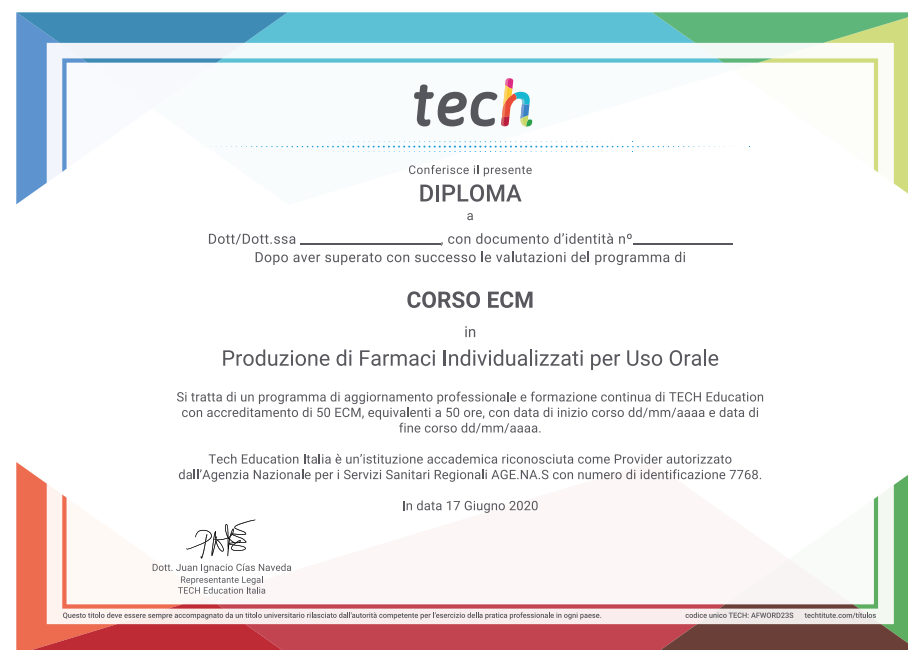 tech
Conferisce il presente
DIPLOMA
a
Dott/Dott.ssa ____________________, con documento d'identità nº______________
Dopo aver superato con successo le valutazioni del programma di
CORSO ECM
in
Produzione di Farmaci Individualizzati per Uso Orale
Si tratta di un programma di aggiornamento professionale e formazione continua di TECH Education
con accreditamento di 50 ECM, equivalenti a 50 ore, con data di inizio corso dd/mm/aaaa e data di
fine corso dd/mm/aaaa.
Tech Education Italia è un'istituzione accademica riconosciuta come Provider autorizzato
dall'Agenzia Nazionale per i Servizi Sanitari Regionali AGE.NA.S con numero di identificazione 7768.
In data 17 Giugno 2020
Dott. Juan Ignacio Cías Naveda
Representante Legal
TECH Education Italia
Questo titolo deve essere sempre accompagnato da un titolo universitario rilasciato dall'autorità competente per l'esercizio della pratica professionale in ogni paese. codice unico TECH: AFWORD23S techtitute.com/títulos